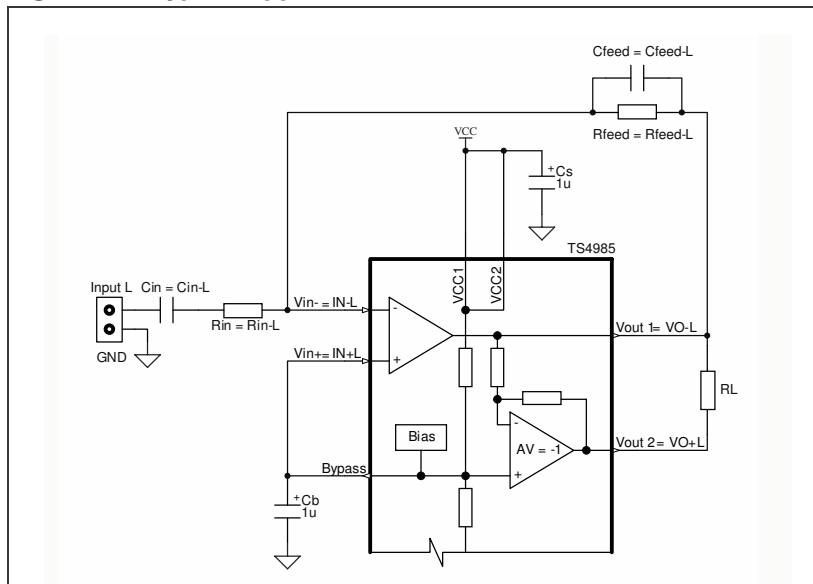 Cfeed = Cfeed-L
Rfeed = Rfeed-L
VCC
+
Cs
1u
TS4985
VCC1
VCC2
Input L
Cin = Cin-L
Rin = Rin-L
GND
Vin- = IN-L
-
Vin+= IN+L
+
Vout 1= VO-L
RL
Bias
-
AV = -1
+
Vout 2 = VO+L
Bypass
+
Cb
1u